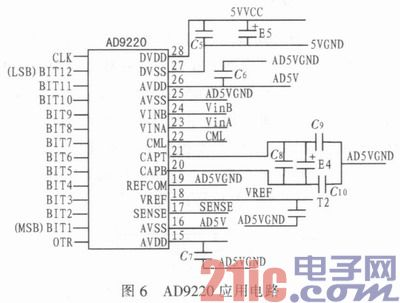 AD9220
5VVCC
CLK DVDD 28 C5 E5
(LSB)BIT12 DVSS 27 5VGND
BIT11 AVDD 26 C6 AD5VGND
BIT10 AVSS 25 AD5V
BIT9 VINB 24 AD5VGND
BIT8 VINA 23 VinB
BIT7 CML 22 VinA
BIT6 CAPT 21 CML C9
BIT5 CAPB 20 C8 E4 AD5VGND
BIT4 REFCOM 19 AD5VGND C10
BIT3 VREF 18 VREF T2
BIT2 SENSE 17 SENSE
(MSB)BIT1 AVSS 16 AD5V AD5VGND
OTR AVDD 15
C7 AD5VGND
图 6 AD9220 应用电路
21ic 电子网